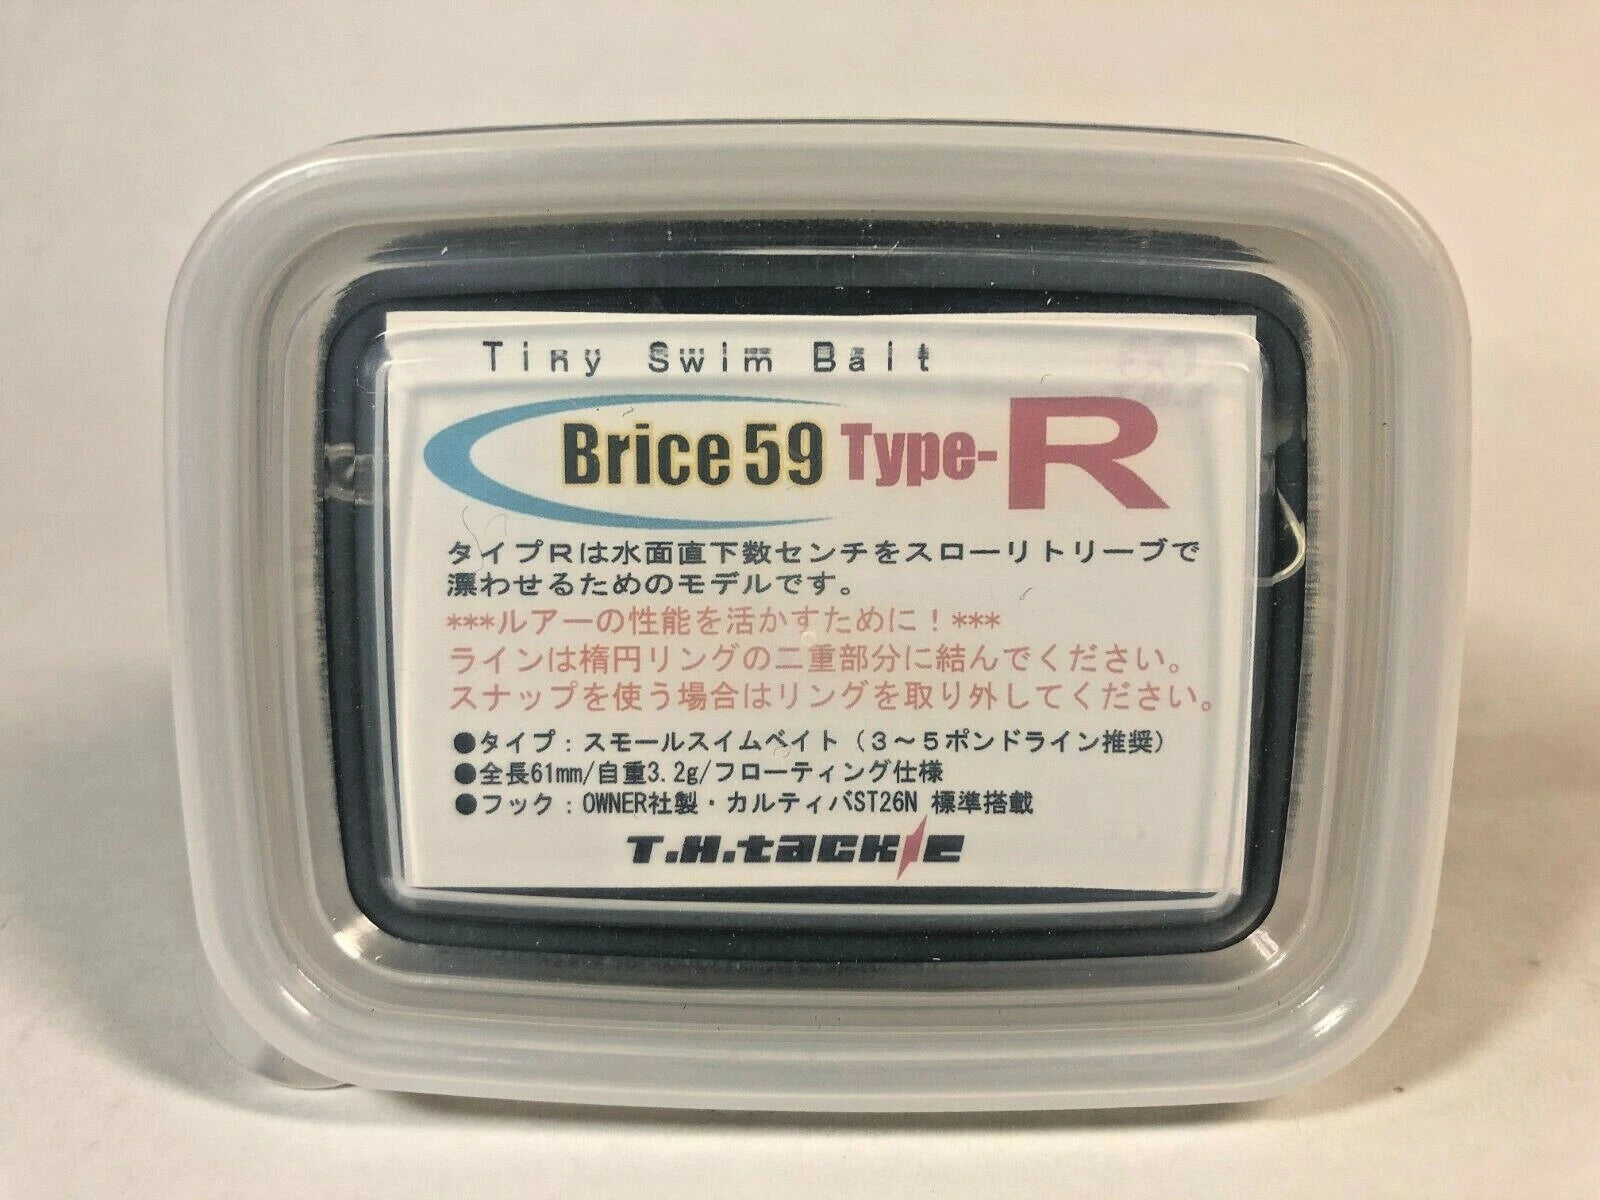 Tiny Swim Bait
Brice 59 Type-R
タイプRは水面直下数センチをスローリトリーブで
漂わせるためのモデルです。
***ルアーの性能を活かすために！***
ラインは楕円リングの二重部分に結んでください。
スナップを使う場合はリングを取り外してください。
●タイプ：スモールスイムベイト（３～５ポンドライン推奨）
●全長61mm/自重3.2g/フローティング仕様
●フック：OWNER社製・カルティバST26N 標準搭載
T.H.tackle